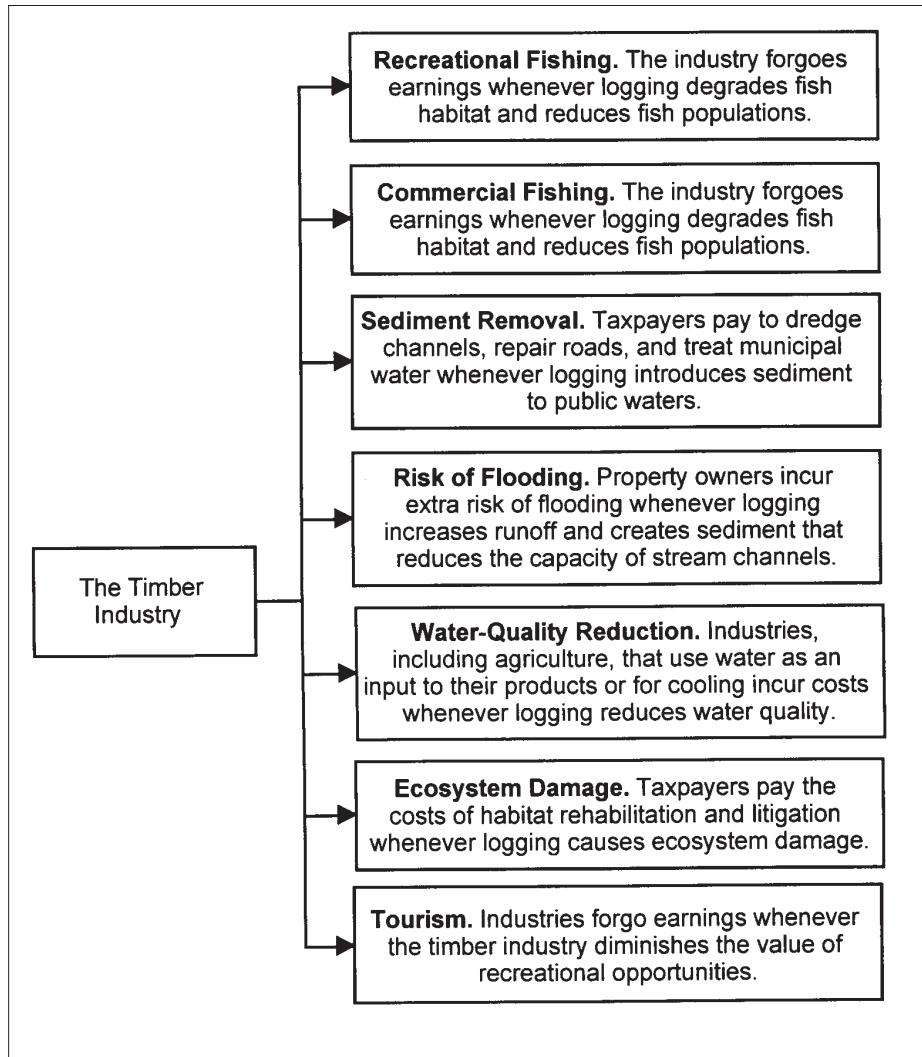 Recreational Fishing. The industry forgoes
earnings whenever logging degrades fish
habitat and reduces fish populations.
Commercial Fishing. The industry forgoes
earnings whenever logging degrades fish
habitat and reduces fish populations.
Sediment Removal. Taxpayers pay to dredge
channels, repair roads, and treat municipal
water whenever logging introduces sediment
to public waters.
Risk of Flooding. Property owners incur
extra risk of flooding whenever logging
increases runoff and creates sediment that
reduces the capacity of stream channels.
The Timber
Industry
Water-Quality Reduction. Industries,
including agriculture, that use water as an
input to their products or for cooling incur costs
whenever logging reduces water quality.
Ecosystem Damage. Taxpayers pay the
costs of habitat rehabilitation and litigation
whenever logging causes ecosystem damage.
Tourism. Industries forgo earnings whenever
the timber industry diminishes the value of
recreational opportunities.